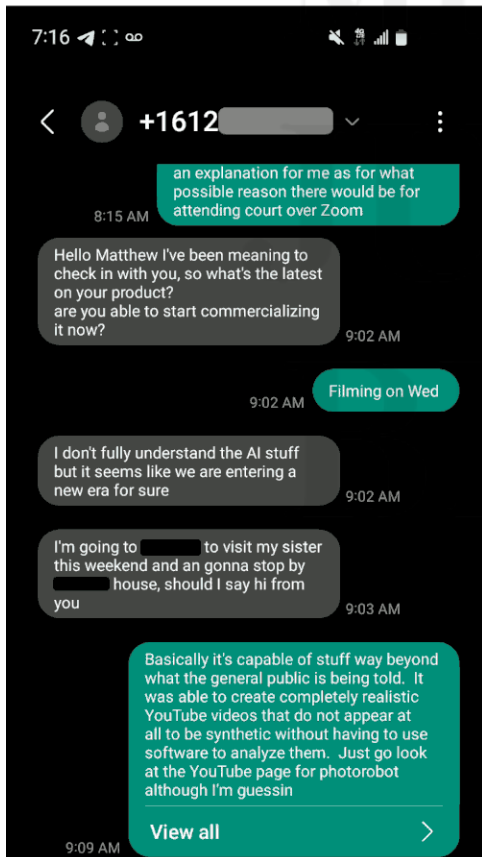 7:16
+1612
an explanation for me as for what
possible reason there would be for
attending court over Zoom
8:15 AM
Hello Matthew I've been meaning to
check in with you, so what's the latest
on your product?
are you able to start commercializing
it now?
9:02 AM
Filming on Wed
9:02 AM
I don't fully understand the AI stuff
but it seems like we are entering a
new era for sure
9:02 AM
I'm going to to visit my sister
this weekend and an gonna stop by
house, should I say hi from
you
9:03 AM
Basically it's capable of stuff way beyond
what the general public is being told. It
was able to create completely realistic
YouTube videos that do not appear at
all to be synthetic without having to use
software to analyze them. Just go look
at the YouTube page for photorobot
although I'm guessin
View all
9:09 AM